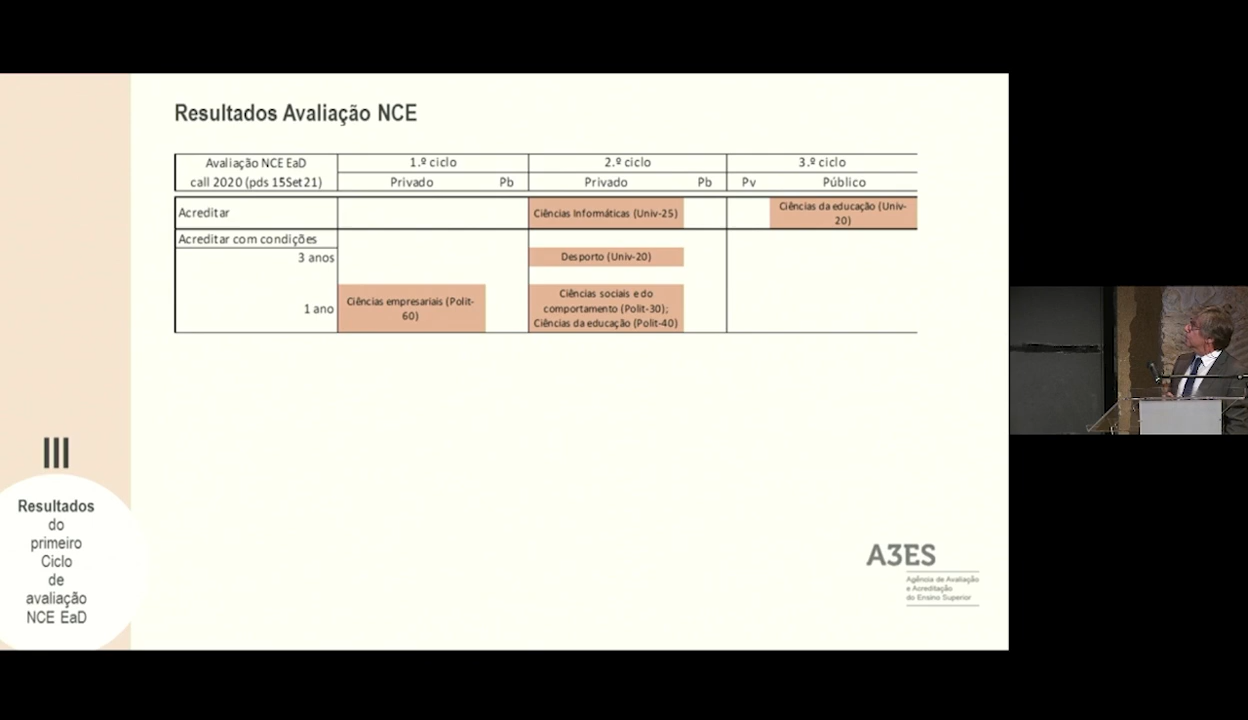 Resultados Avaliação NCE
Avaliação NCE EaD
call 2020 (pds 15Set21)
1.º ciclo
2.º ciclo
3.º ciclo
Privado
Pb
Privado
Pb
Pv
Público
Acreditar
Ciências Informáticas (Univ-25)
Ciências da educação (Univ-
20)
Acreditar com condições
3 anos
Desporto (Univ-20)
1 ano
Ciências empresariais (Polit-
60)
Ciências sociais e do
comportamento (Polit-30);
Ciências da educação (Polit-40)
III
Resultados
do
primeiro
Ciclo
de
avaliação
NCE EaD
A3ES
Agência de Avaliação
e Acreditação
do Ensino Superior